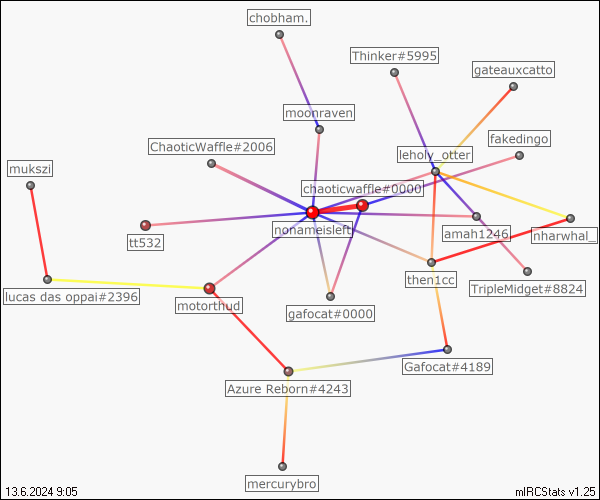 chobham.
Thinker#5995
gateauxcatto
moonraven
fakedingo
ChaoticWaffle#2006
leholy_otter
mukszi
chaoticwaffle#0000
nonameisleft
amah1246
nharwhal_
tt532
then1cc
TripleMidget#8824
lucas das oppai#2396
motorthud
gafocat#0000
Gafocat#4189
Azure Reborn#4243
mercurybro
13.6.2024 9:05
mIRCStats v1.25